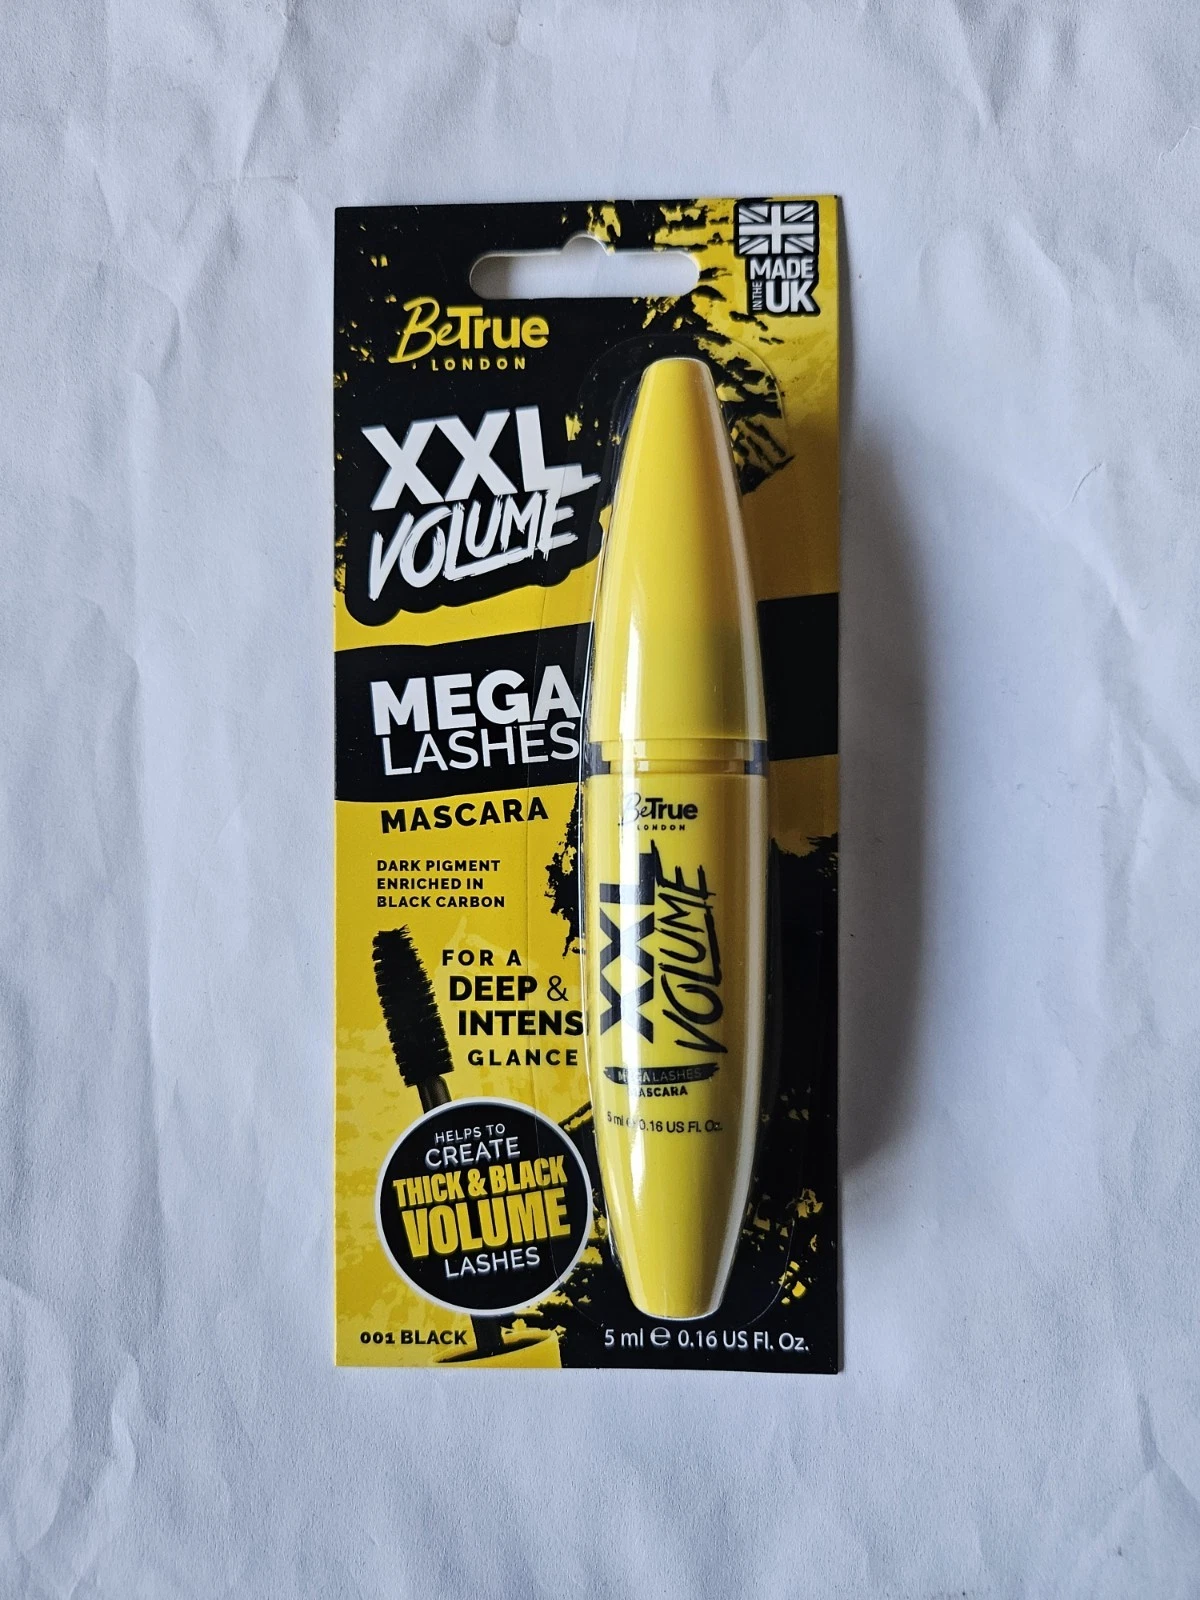 MADE
IN THE
UK
BeTrue
LONDON
XXL
VOLUME
MEGA
LASHES
MASCARA
DARK PIGMENT
ENRICHED IN
BLACK CARBON
FOR A
DEEP &
INTENS
GLANCE
HELPS TO
CREATE
THICK & BLACK
VOLUME
LASHES
001 BLACK
5 ml ℮ 0.16 US Fl. Oz.
BeTrue
LONDON
XXL
VOLUME
MEGA LASHES
MASCARA
5 ml ℮ 0.16 US Fl. Oz.